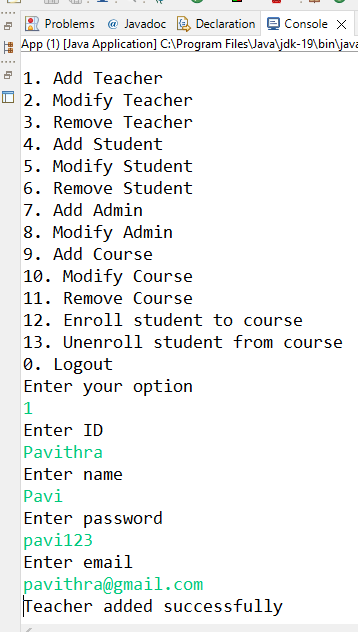 Problems @ Javadoc Declaration Console
App (1) [Java Application] C:\Program Files\Java\jdk-19\bin\java
1. Add Teacher
2. Modify Teacher
3. Remove Teacher
4. Add Student
5. Modify Student
6. Remove Student
7. Add Admin
8. Modify Admin
9. Add Course
10. Modify Course
11. Remove Course
12. Enroll student to course
13. Unenroll student from course
0. Logout
Enter your option
1
Enter ID
Pavithra
Enter name
Pavi
Enter password
pavi123
Enter email
pavithra@gmail.com
Teacher added successfully